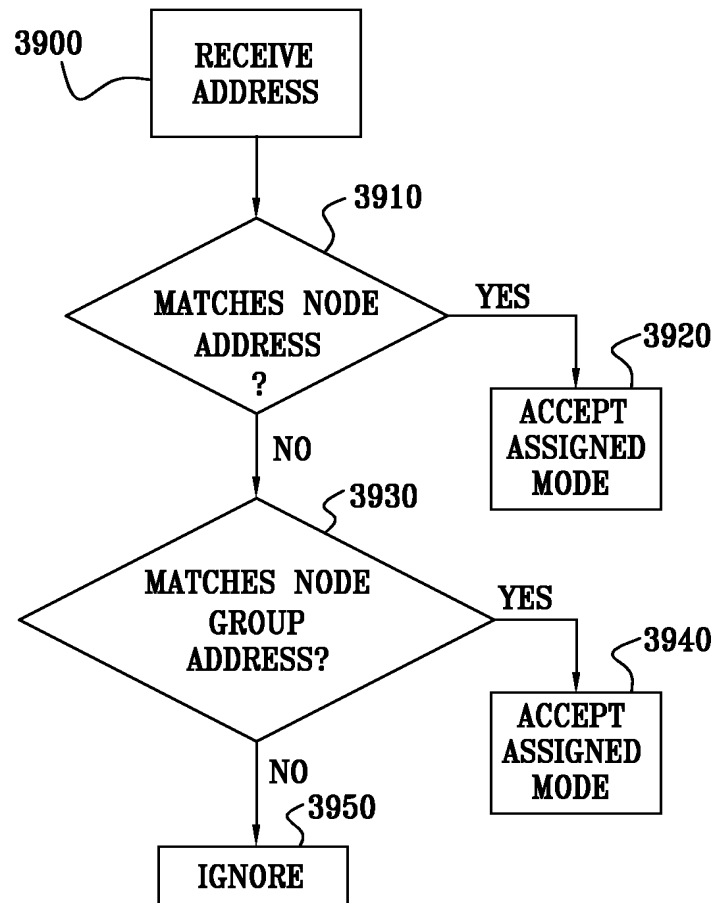 3900
RECEIVE
ADDRESS
3910
MATCHES NODE
ADDRESS
?
YES
3920
ACCEPT
ASSIGNED
MODE
NO
3930
MATCHES NODE
GROUP
ADDRESS?
YES
3940
ACCEPT
ASSIGNED
MODE
NO
3950
IGNORE